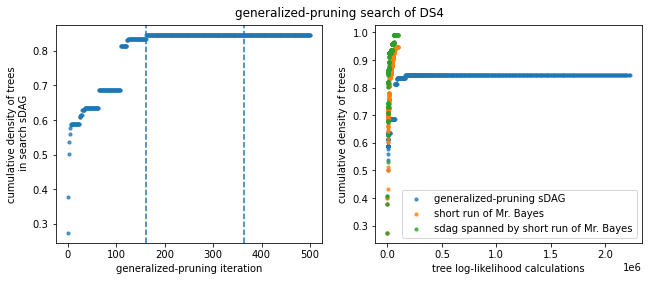 generalized-pruning search of DS4
cumulative density of trees
in search sDAG
0.8
0.7
0.6
0.5
0.4
0.3
0
100
200
300
400
500
generalized-pruning iteration
cumulative density of trees
1.0
0.9
0.8
0.7
0.6
0.5
0.4
0.3
generalized-pruning sDAG
short run of Mr. Bayes
sdag spanned by short run of Mr. Bayes
0.0
0.5
1.0
1.5
2.0
1e6
tree log-likelihood calculations